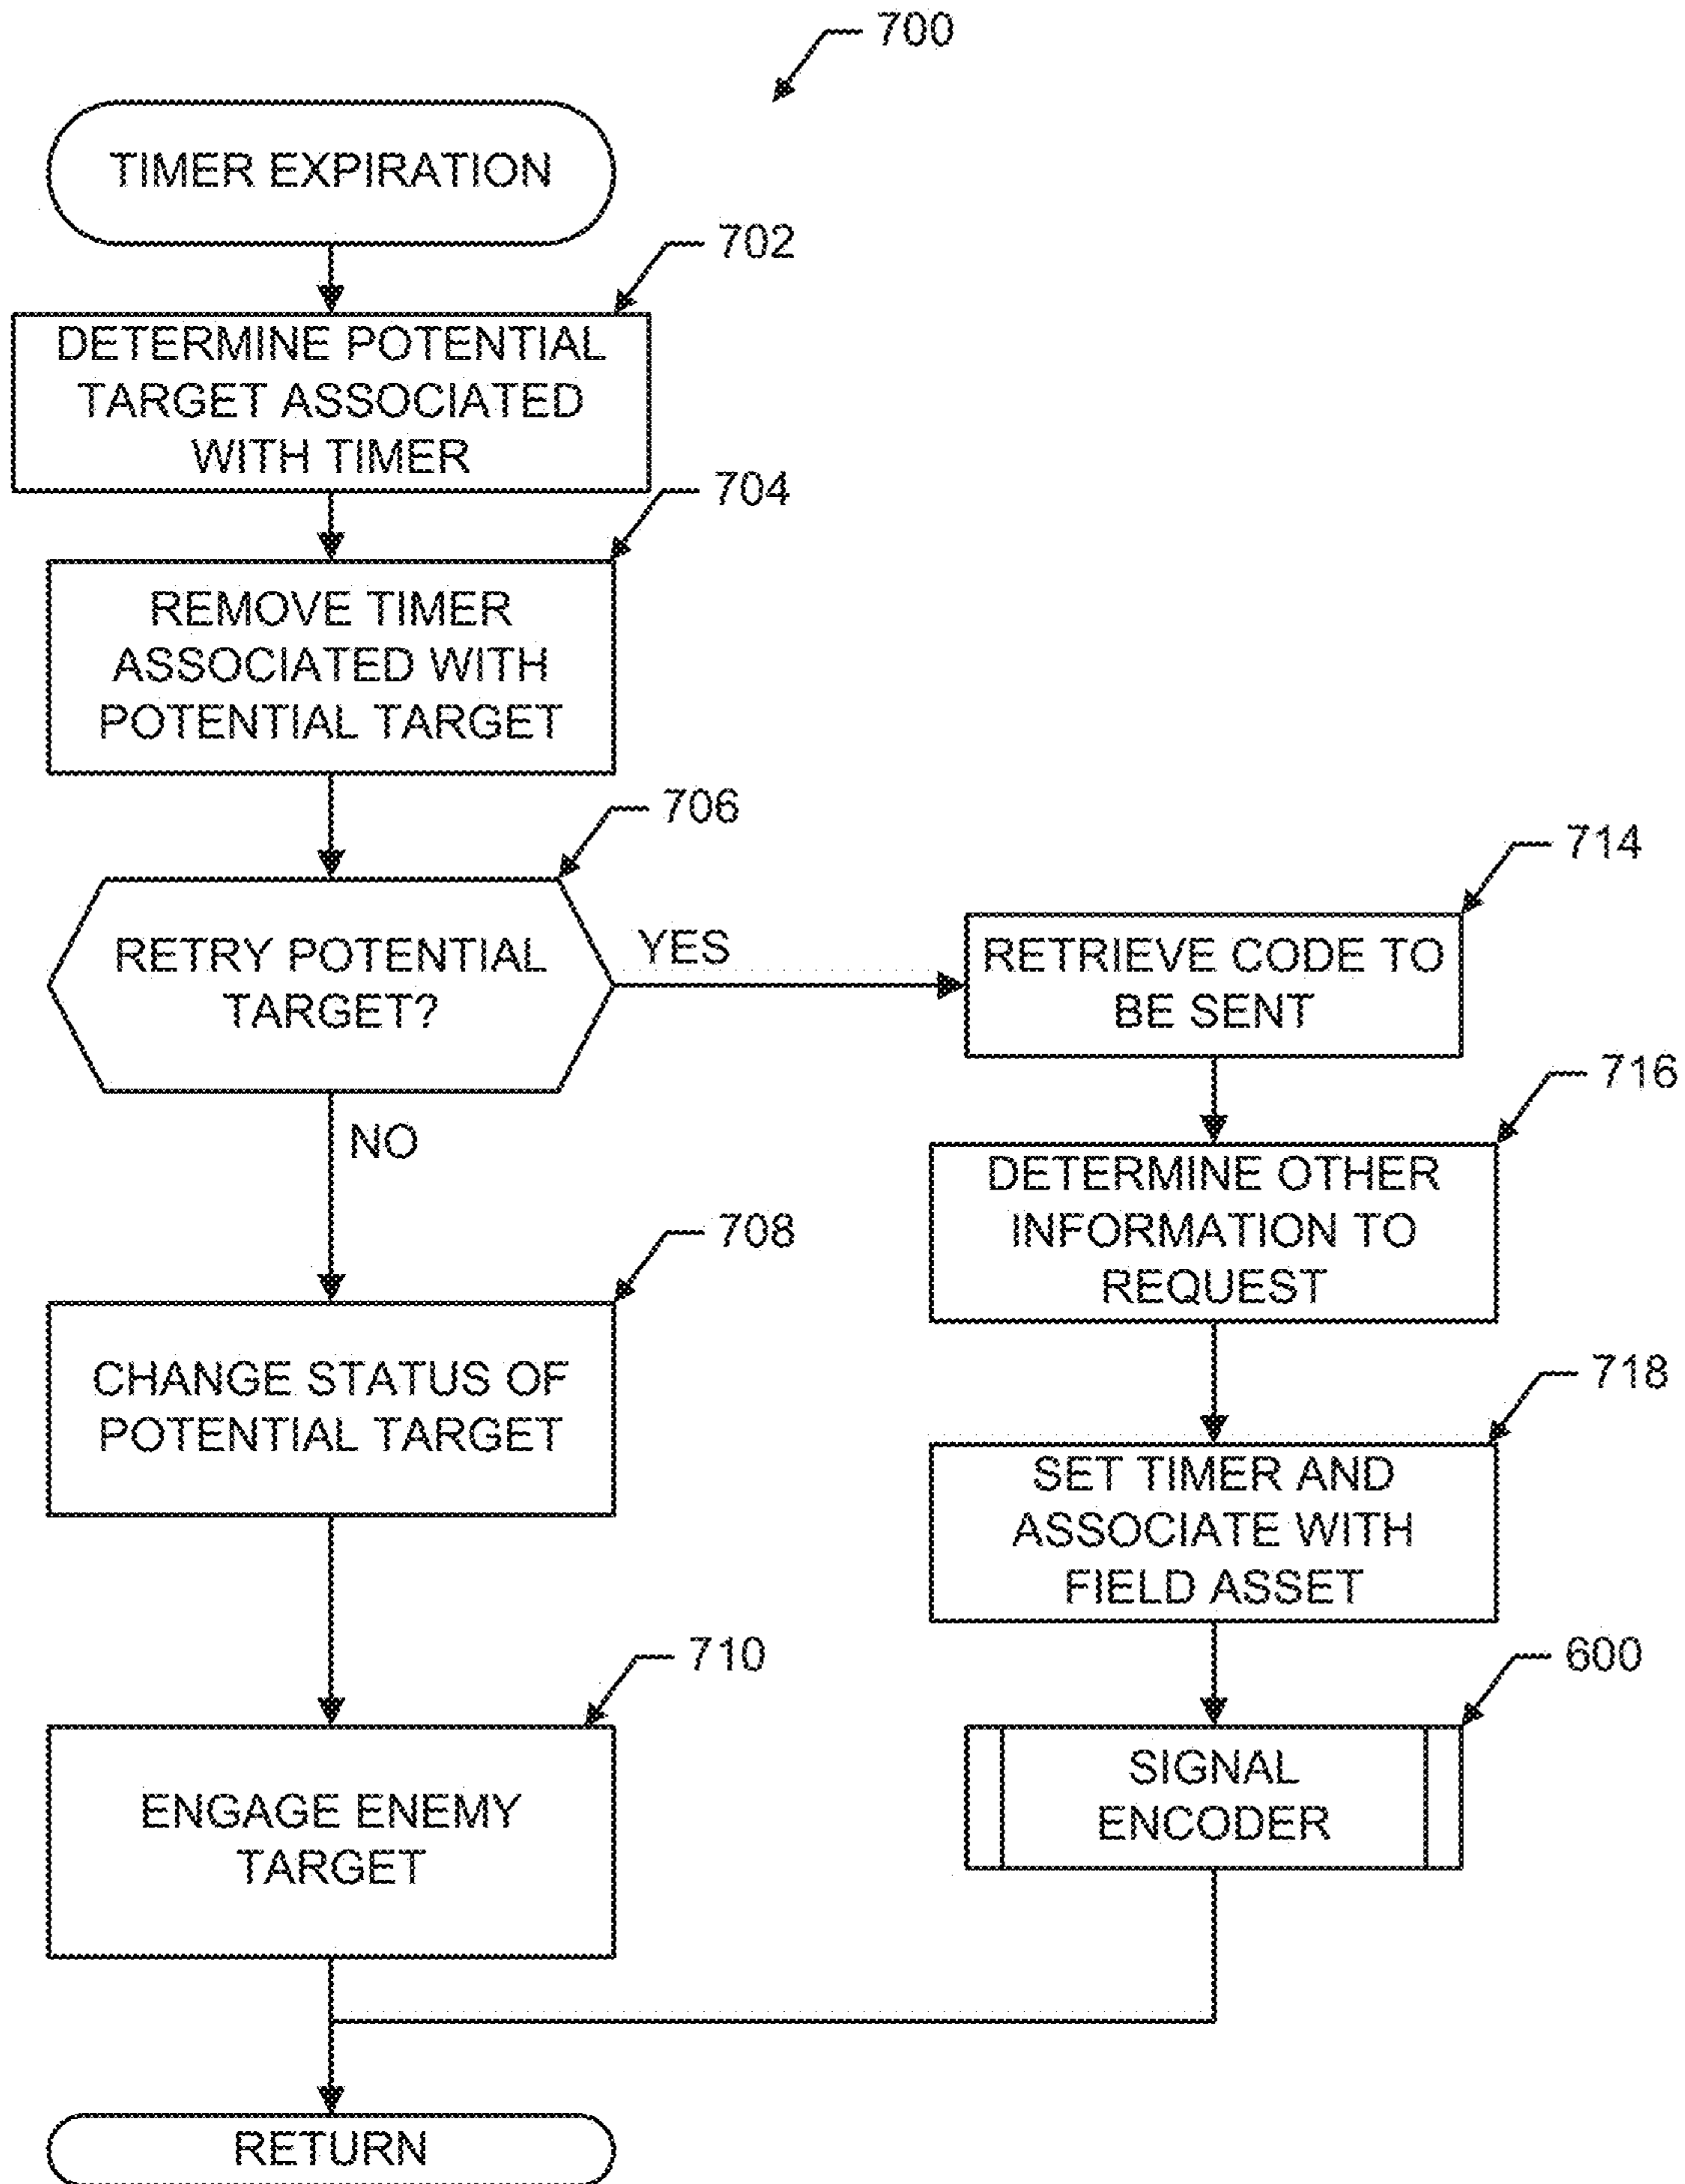 700
TIMER EXPIRATION
702
DETERMINE POTENTIAL
TARGET ASSOCIATED
WITH TIMER
704
REMOVE TIMER
ASSOCIATED WITH
POTENTIAL TARGET
706
RETRY POTENTIAL
TARGET?
YES
NO
714
RETRIEVE CODE TO
BE SENT
716
DETERMINE OTHER
INFORMATION TO
REQUEST
708
CHANGE STATUS OF
POTENTIAL TARGET
718
SET TIMER AND
ASSOCIATE WITH
FIELD ASSET
710
ENGAGE ENEMY
TARGET
600
SIGNAL
ENCODER
RETURN